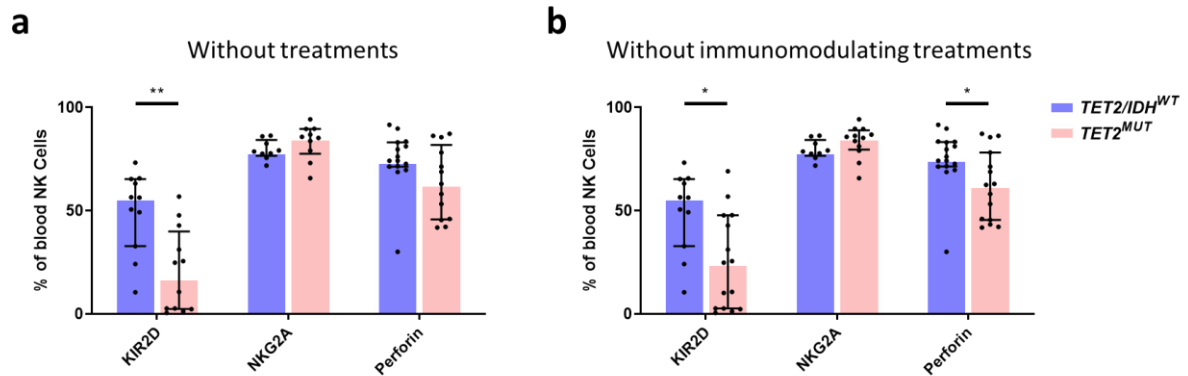 a
Without treatments
% of blood NK Cells
100
50
0
**
KIR2D
NKG2A
Perforin
b
Without immunomodulating treatments
% of blood NK Cells
100
50
0
*
*
KIR2D
NKG2A
Perforin
TET2/IDH^WT
TET2^MUT